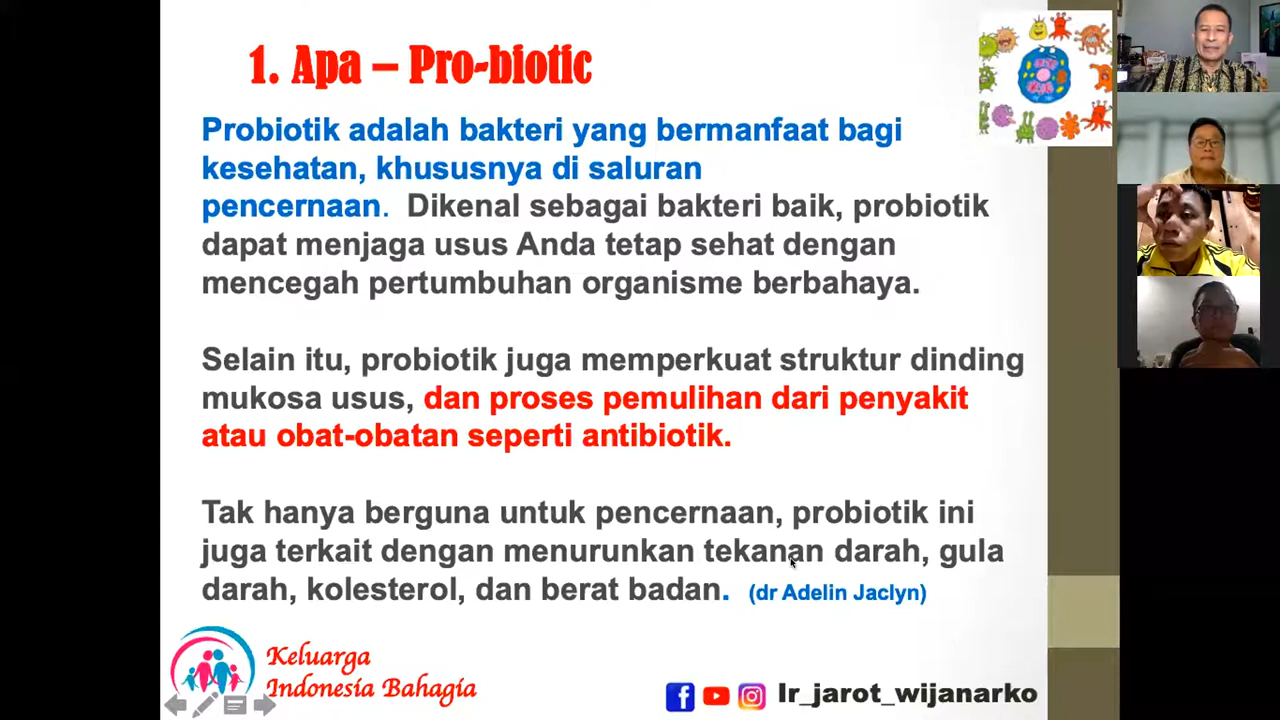 1. Apa – Pro-biotic
Probiotik adalah bakteri yang bermanfaat bagi
kesehatan, khususnya di saluran
pencernaan. Dikenal sebagai bakteri baik, probiotik
dapat menjaga usus Anda tetap sehat dengan
mencegah pertumbuhan organisme berbahaya.
Selain itu, probiotik juga memperkuat struktur dinding
mukosa usus, dan proses pemulihan dari penyakit
atau obat-obatan seperti antibiotik.
Tak hanya berguna untuk pencernaan, probiotik ini
juga terkait dengan menurunkan tekanan darah, gula
darah, kolesterol, dan berat badan. (dr Adelin Jaclyn)
Keluarga
Indonesia Bahagia
Ir_jarot_wijanarko